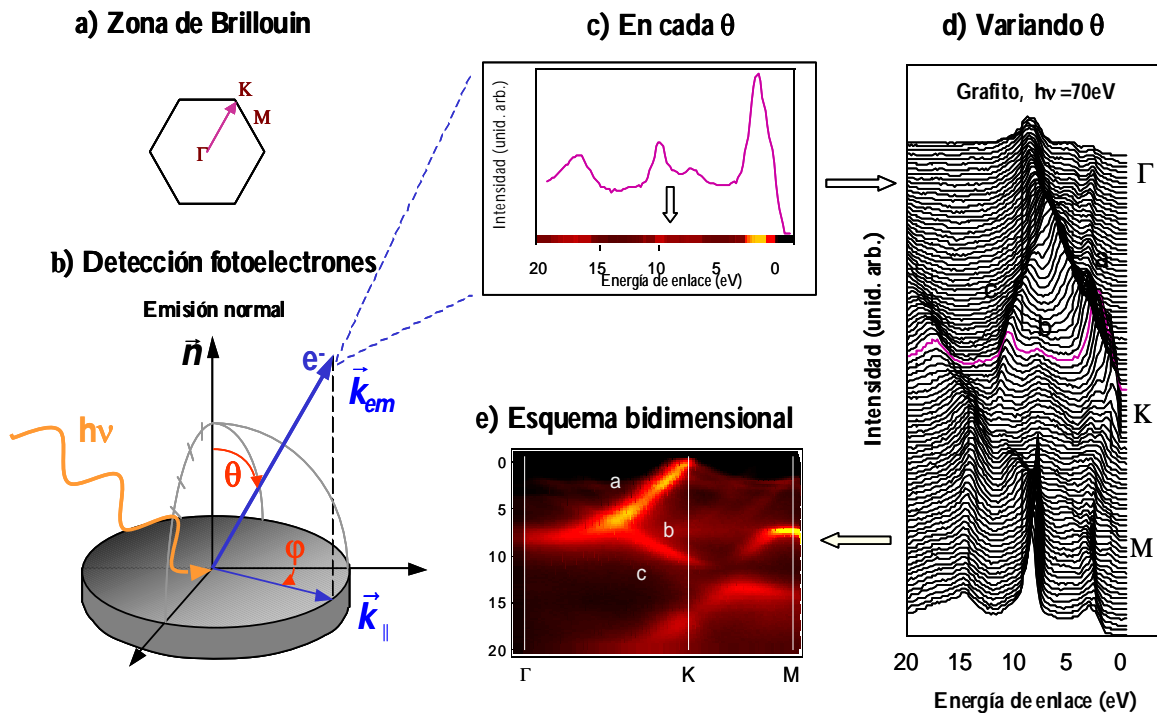 a) Zona de Brillouin
K
M
Γ
b) Detección fotoelectrones
Emisión normal
n
e-
k em
hν
θ
φ
k ||
c) En cada θ
Intensidad (unid. arb.)
20 15 10 5 0
Energía de enlace (eV)
d) Variando θ
Grafito, hν =70eV
Γ
a
c
b
K
M
Intensidad (unid. arb.)
20 15 10 5 0
Energía de enlace (eV)
e) Esquema bidimensional
0
5
10
15
20
a
b
c
Γ K M